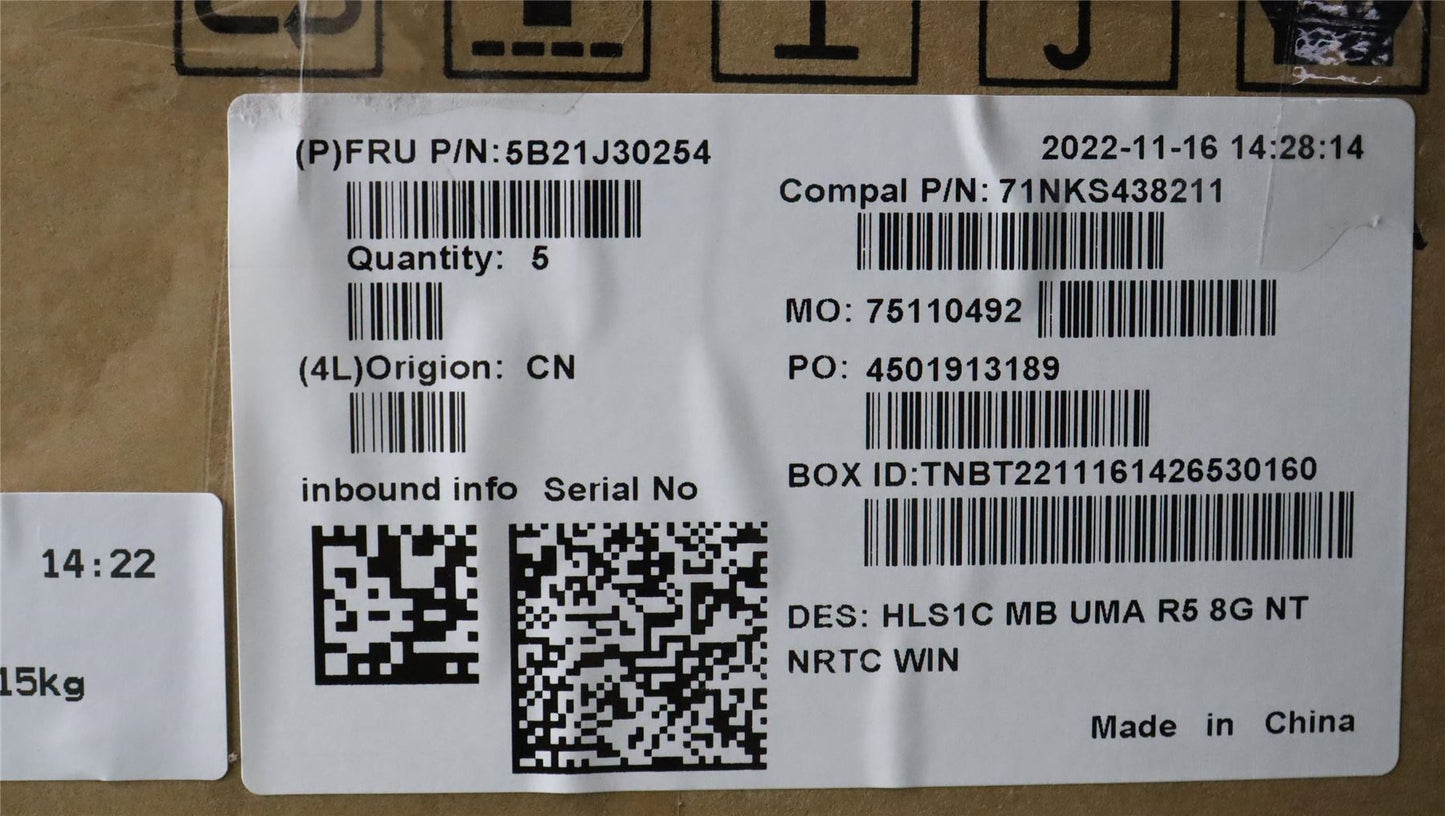 (P)FRU P/N:5B21J30254
2022-11-16 14:28:14
Compal P/N: 71NKS438211
Quantity: 5
MO: 75110492
(4L)Origion: CN
PO: 4501913189
BOX ID:TNBT2211161426530160
inbound info Serial No
DES: HLS1C MB UMA R5 8G NT
NRTC WIN
Made in China
14:22
15kg